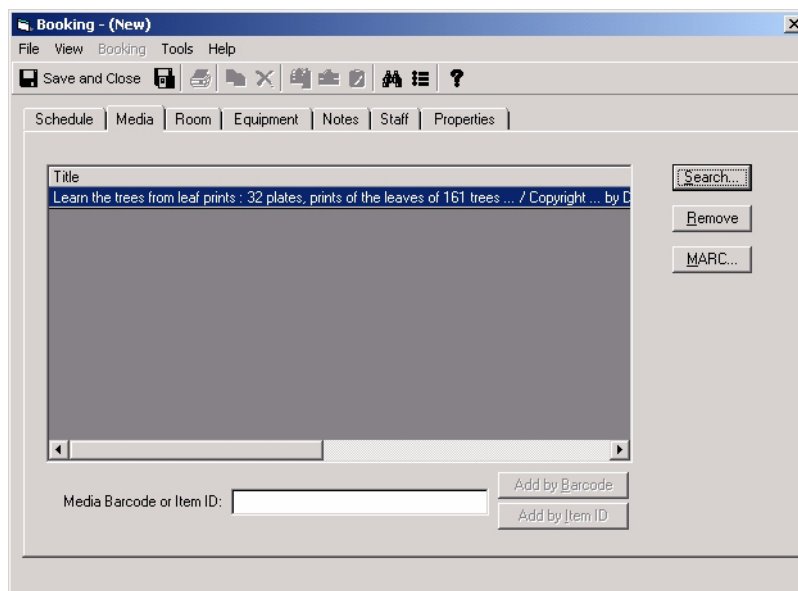 Booking - (New)
File View Booking Tools Help
Save and Close ?
Schedule Media Room Equipment Notes Staff Properties
Title
Learn the trees from leaf prints : 32 plates, prints of the leaves of 161 trees ... / Copyright ... by D
Search...
Remove
MARC...
Media Barcode or Item ID:
Add by Barcode
Add by Item ID